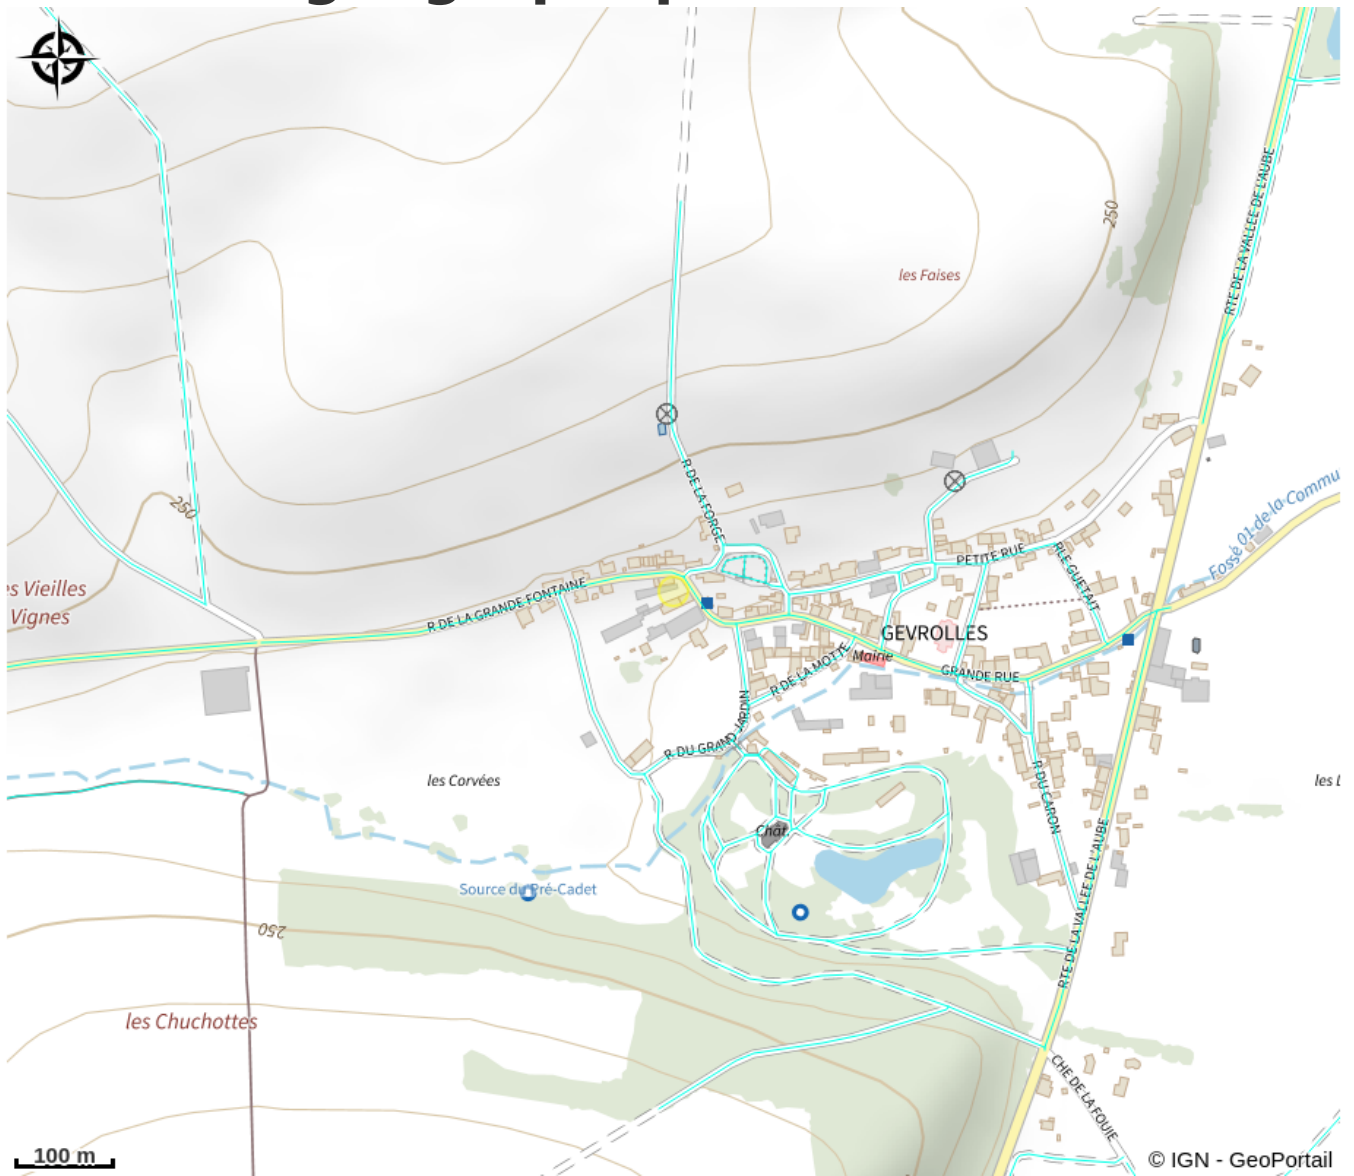 RTE DE LA VALLEE DE L'AUBE
250
les Faises
R DE LA FORGE
250
Fossé 01 de la Commu
PETITE RUE
RLE GUETAIT
es Vieilles
Vignes
R DE LA GRANDE FONTAINE
GEVROLLES
Mairie
R DE LA MOTTE
GRANDE RUE
R DU GRAND JARDIN
les Corvées
R DU CARON
Chât.
Source du Pré-Cadet
RTE DE LA VALLEE DE L'AUBE
250
les Chuchottes
CHE DE LA FOUIE
100 m
© IGN - GeoPortail